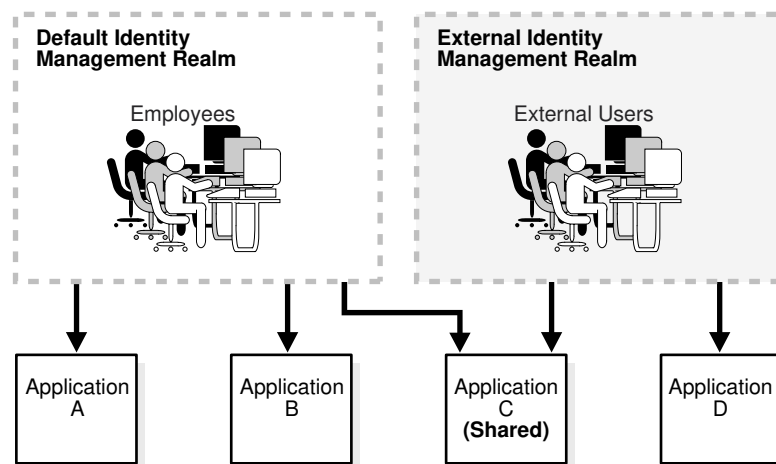 Default Identity
Management Realm
Employees
External Identity
Management Realm
External Users
Application
A
Application
B
Application
C
(Shared)
Application
D